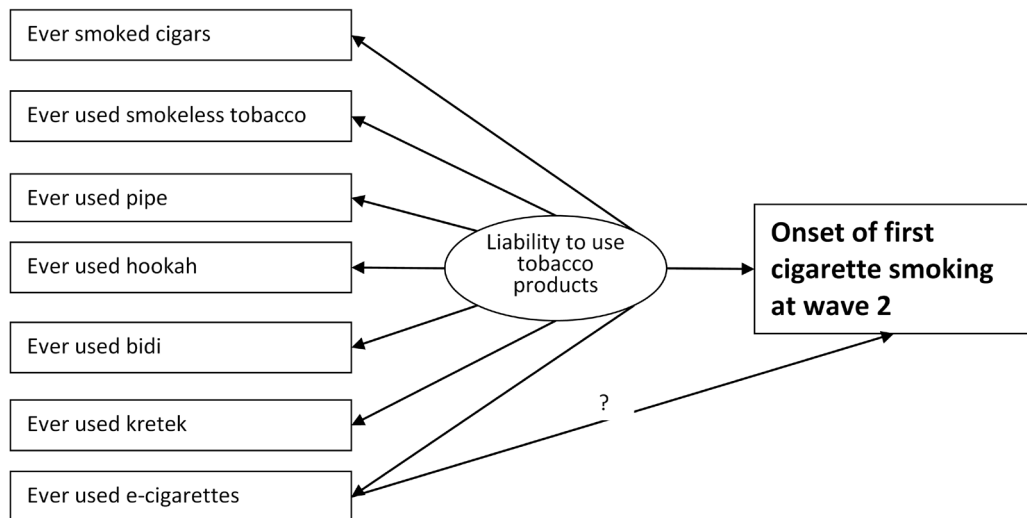 Ever smoked cigars
Ever used smokeless tobacco
Ever used pipe
Ever used hookah
Ever used bidi
Ever used kretek
Ever used e-cigarettes
Liability to use
tobacco
products
Onset of first
cigarette smoking
at wave 2
?